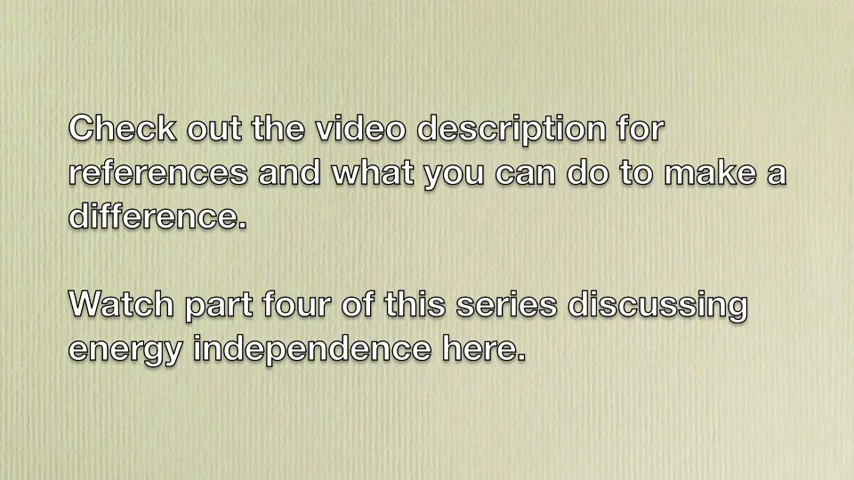 Check out the video description for
references and what you can do to make a
difference.
Watch part four of this series discussing
energy independence here.